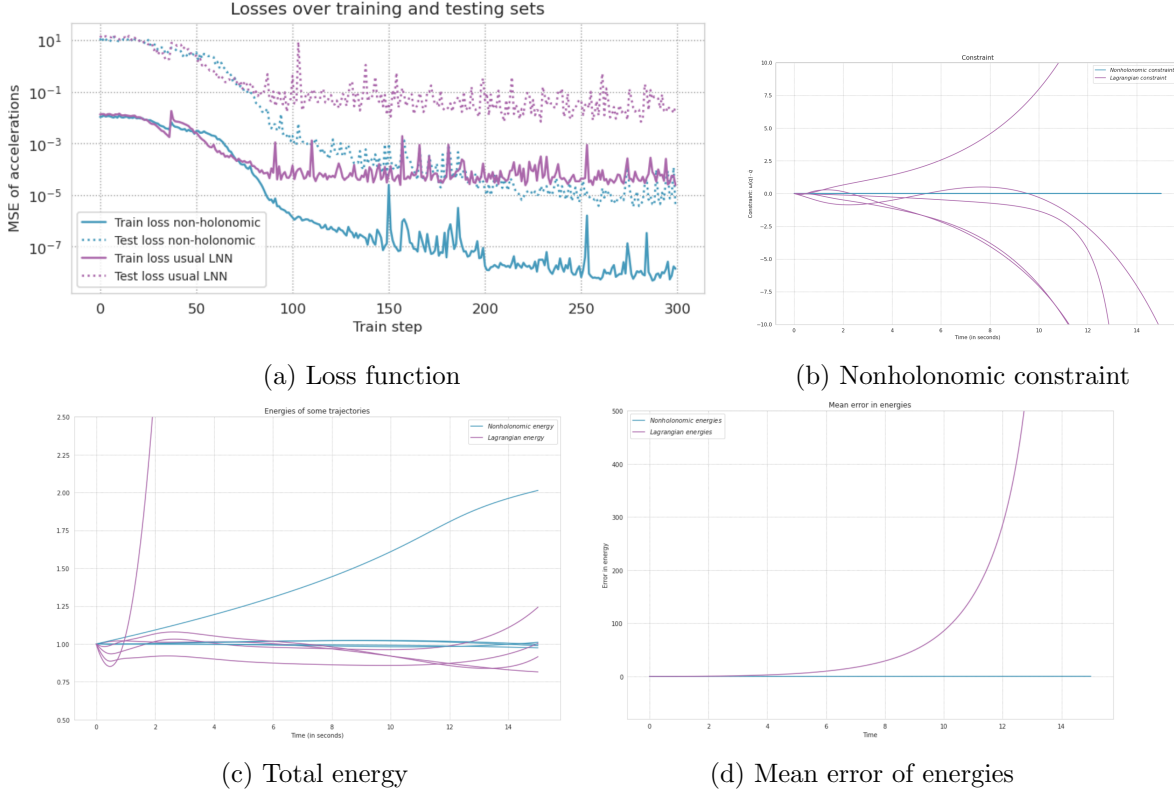 Losses over training and testing sets
MSE of accelerations
10^1
10^-1
10^-3
10^-5
10^-7
Train loss non-holonomic
Test loss non-holonomic
Train loss usual LNN
Test loss usual LNN
0 50 100 150 200 250 300
Train step
(a) Loss function
Constraint
10.0
7.5
5.0
2.5
0.0
-2.5
-5.0
-7.5
-10.0
Nonholonomic constraint
Lagrangian constraint
0 2 4 6 8 10 12 14
Time (in seconds)
(b) Nonholonomic constraint
Energies of some trajectories
2.50
2.25
2.00
1.75
1.50
1.25
1.00
0.75
0.50
Nonholonomic energy
Lagrangian energy
0 2 4 6 8 10 12 14
Time (in seconds)
(c) Total energy
Mean error in energies
Error in energy
500
400
300
200
100
0
Nonholonomic energies
Lagrangian energies
0 2 4 6 8 10 12 14
Time
(d) Mean error of energies